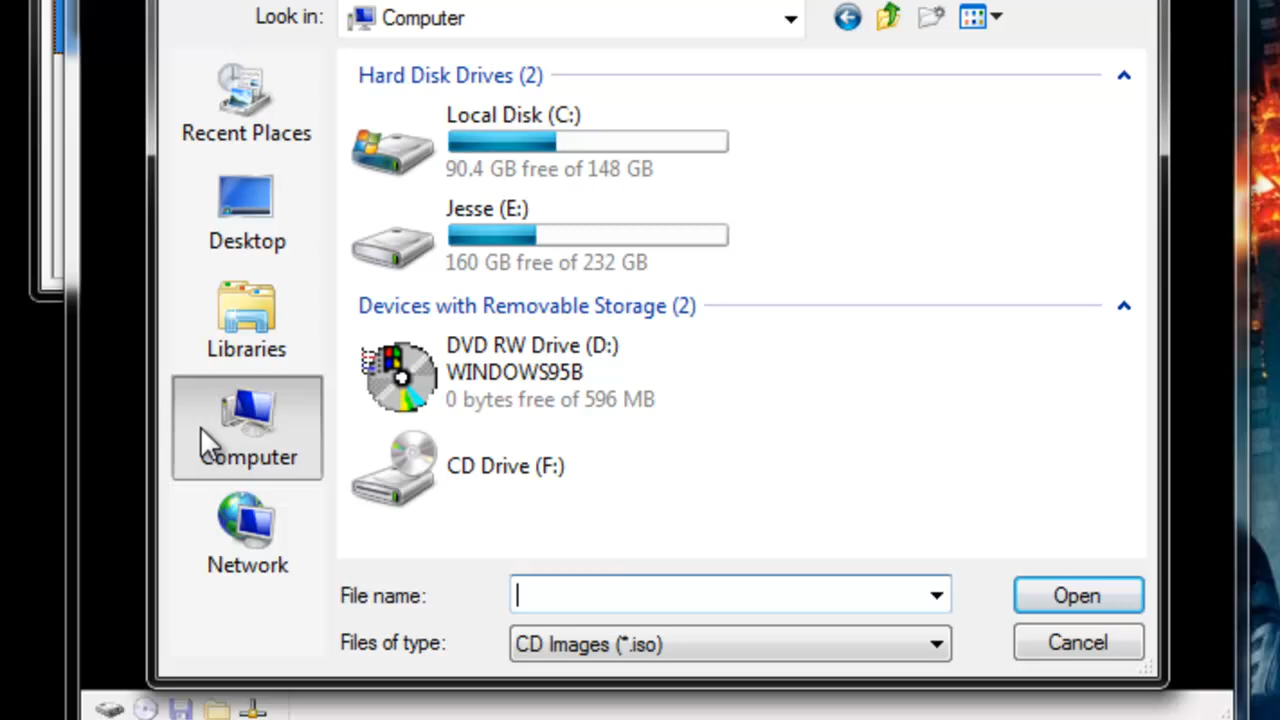 Look in:
Computer
Recent Places
Desktop
Libraries
Computer
Network
Hard Disk Drives (2)
Local Disk (C:)
90.4 GB free of 148 GB
Jesse (E:)
160 GB free of 232 GB
Devices with Removable Storage (2)
DVD RW Drive (D:)
WINDOWS95B
0 bytes free of 596 MB
CD Drive (F:)
File name:
Open
Files of type:
CD Images (*.iso)
Cancel